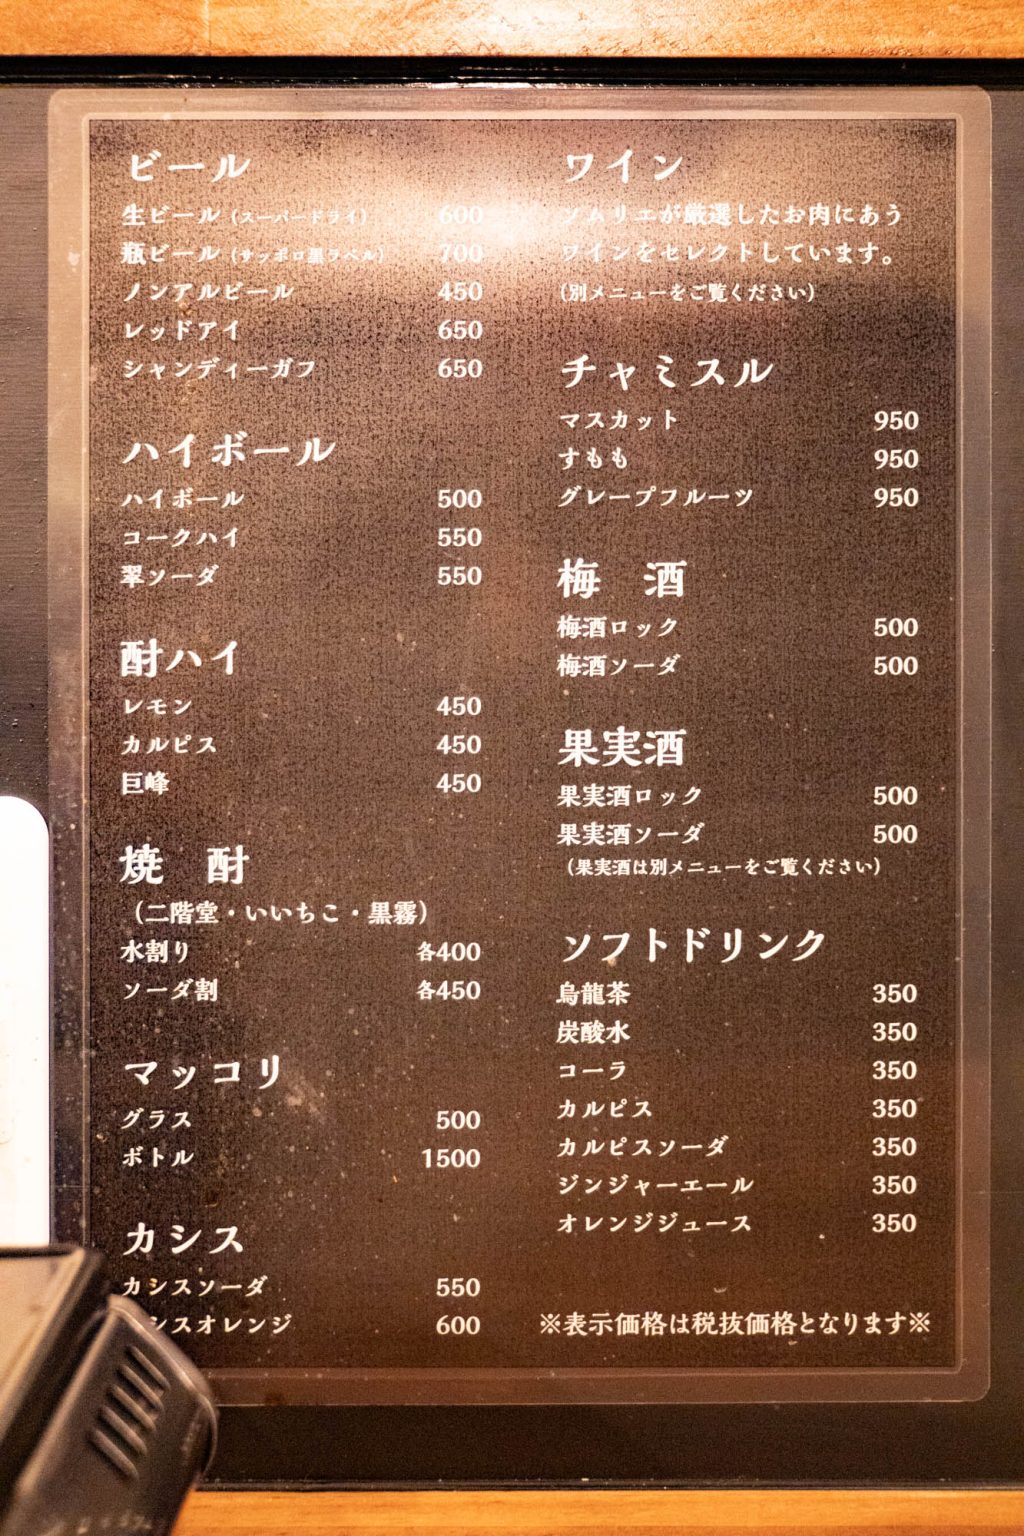 ビール
生ビール（スーパードライ） 600
瓶ビール（サッポロ黒ラベル） 700
ノンアルビール 450
レッドアイ 650
シャンディーガフ 650
ハイボール
ハイボール 500
コークハイ 550
翠ソーダ 550
酎ハイ
レモン 450
カルピス 450
巨峰 450
焼　酎
（二階堂・いいちこ・黒霧）
水割り 各400
ソーダ割 各450
マッコリ
グラス 500
ボトル 1500
カシス
カシスソーダ 550
シスオレンジ 600
ワイン
ソムリエが厳選したお肉にあう
ワインをセレクトしています。
（別メニューをご覧ください）
チャミスル
マスカット 950
すもも 950
グレープフルーツ 950
梅　酒
梅酒ロック 500
梅酒ソーダ 500
果実酒
果実酒ロック 500
果実酒ソーダ 500
（果実酒は別メニューをご覧ください）
ソフトドリンク
烏龍茶 350
炭酸水 350
コーラ 350
カルピス 350
カルピスソーダ 350
ジンジャーエール 350
オレンジジュース 350
※表示価格は税抜価格となります※